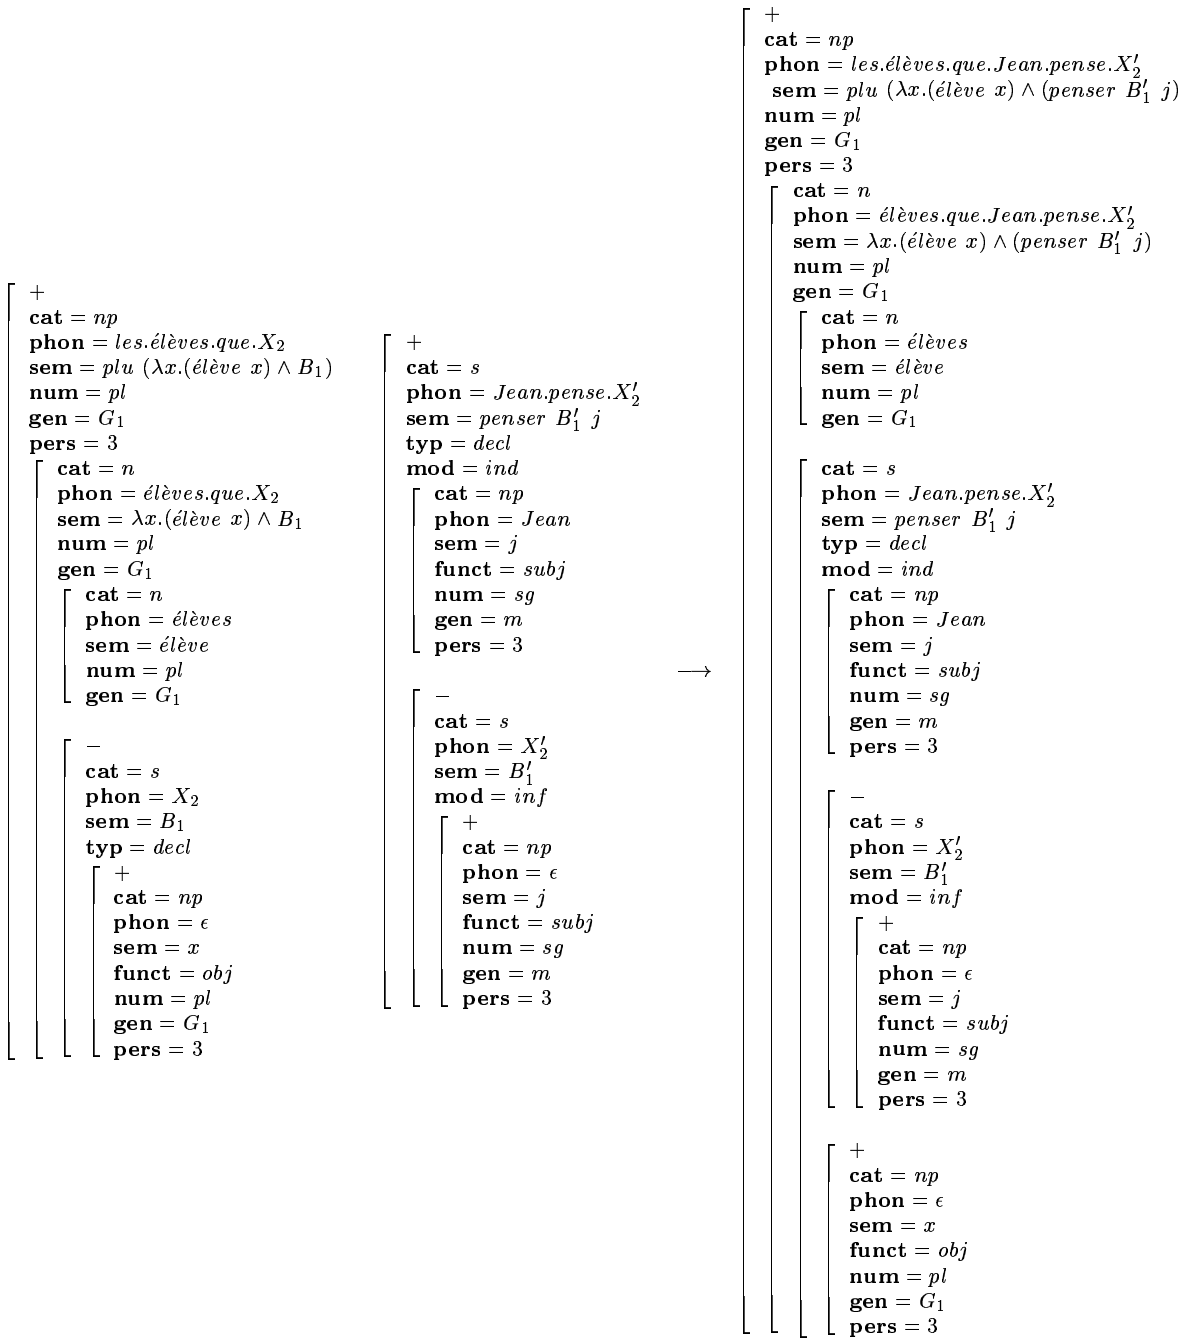 +
cat = np
phon = les.élèves.que.X₂
sem = plu (λx.(élève x) ∧ B₁)
num = pl
gen = G₁
pers = 3
cat = n
phon = élèves.que.X₂
sem = λx.(élève x) ∧ B₁
num = pl
gen = G₁
cat = n
phon = élèves
sem = élève
num = pl
gen = G₁
−
cat = s
phon = X₂
sem = B₁
typ = decl
+
cat = np
phon = ϵ
sem = x
funct = obj
num = pl
gen = G₁
pers = 3
+
cat = s
phon = Jean.pense.X′₂
sem = penser B′₁ j
typ = decl
mod = ind
cat = np
phon = Jean
sem = j
funct = subj
num = sg
gen = m
pers = 3
−
cat = s
phon = X′₂
sem = B′₁
mod = inf
+
cat = np
phon = ϵ
sem = j
funct = subj
num = sg
gen = m
pers = 3
⟶
+
cat = np
phon = les.élèves.que.Jean.pense.X′₂
sem = plu (λx.(élève x) ∧ (penser B′₁ j)
num = pl
gen = G₁
pers = 3
cat = n
phon = élèves.que.Jean.pense.X′₂
sem = λx.(élève x) ∧ (penser B′₁ j)
num = pl
gen = G₁
cat = n
phon = élèves
sem = élève
num = pl
gen = G₁
cat = s
phon = Jean.pense.X′₂
sem = penser B′₁ j
typ = decl
mod = ind
cat = np
phon = Jean
sem = j
funct = subj
num = sg
gen = m
pers = 3
−
cat = s
phon = X′₂
sem = B′₁
mod = inf
+
cat = np
phon = ϵ
sem = j
funct = subj
num = sg
gen = m
pers = 3
+
cat = np
phon = ϵ
sem = x
funct = obj
num = pl
gen = G₁
pers = 3